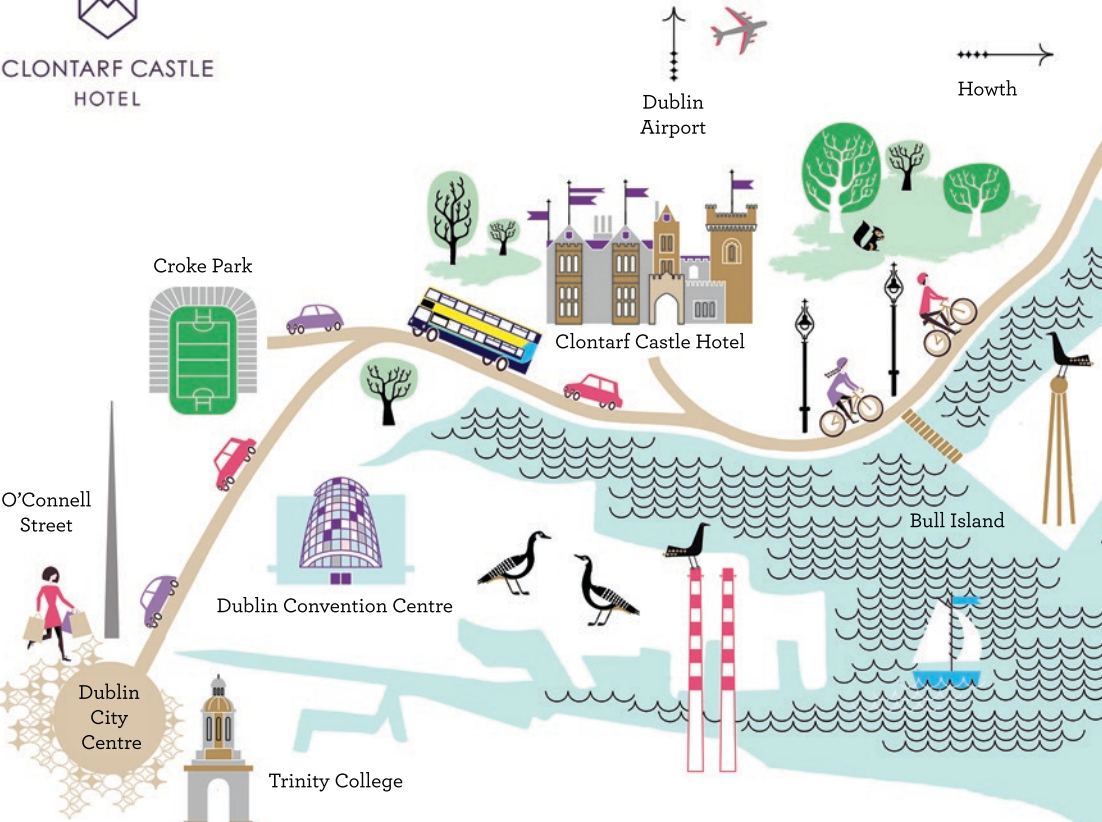 CLONTARF CASTLE
HOTEL
Dublin
Airport
Howth
Croke Park
Clontarf Castle Hotel
O’Connell
Street
Bull Island
Dublin Convention Centre
Dublin
City
Centre
Trinity College